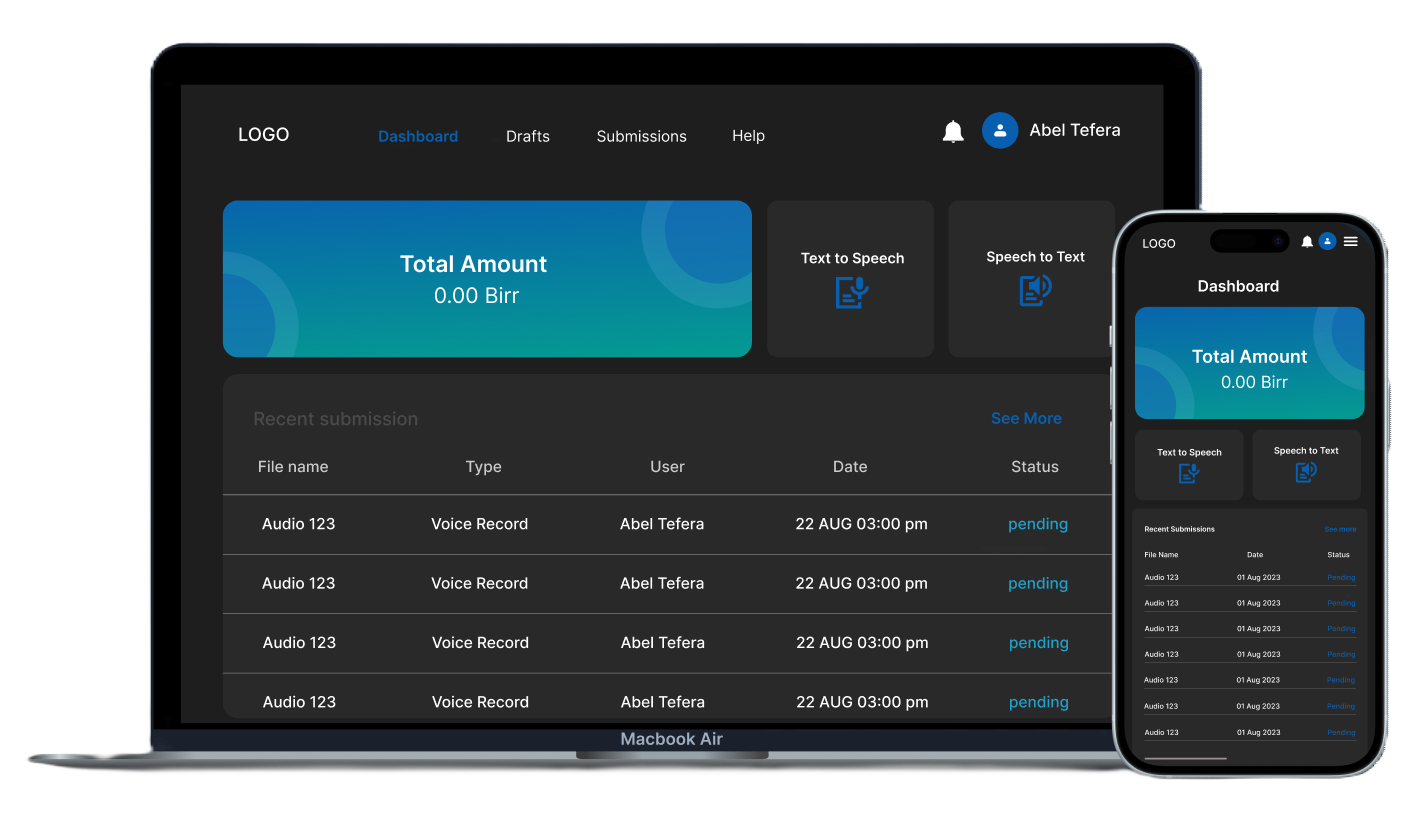 LOGO Dashboard Drafts Submissions Help Abel Tefera
Total Amount
0.00 Birr
Text to Speech
Speech to Text
Recent submission See More
File name Type User Date Status
Audio 123 Voice Record Abel Tefera 22 AUG 03:00 pm pending
Audio 123 Voice Record Abel Tefera 22 AUG 03:00 pm pending
Audio 123 Voice Record Abel Tefera 22 AUG 03:00 pm pending
Audio 123 Voice Record Abel Tefera 22 AUG 03:00 pm pending
Macbook Air
LOGO
Dashboard
Total Amount
0.00 Birr
Text to Speech
Speech to Text
Recent Submissions See more
File Name Date Status
Audio 123 01 Aug 2023 Pending
Audio 123 01 Aug 2023 Pending
Audio 123 01 Aug 2023 Pending
Audio 123 01 Aug 2023 Pending
Audio 123 01 Aug 2023 Pending
Audio 123 01 Aug 2023 Pending
Audio 123 01 Aug 2023 Pending